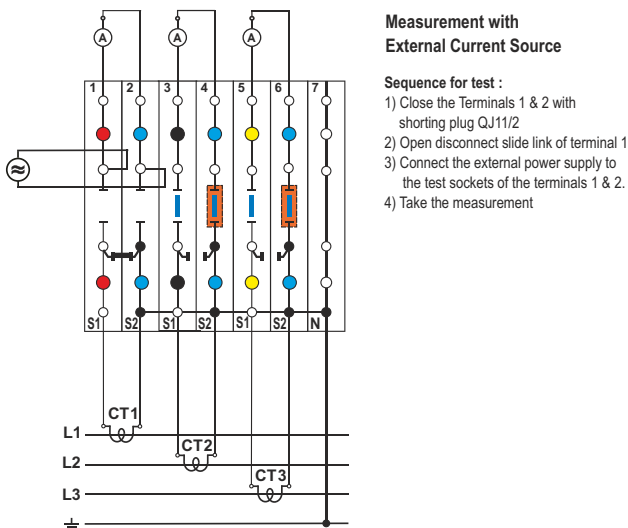 Measurement with
External Current Source
Sequence for test :
1) Close the Terminals 1 & 2 with
shorting plug QJ11/2
2) Open disconnect slide link of terminal 1
3) Connect the external power supply to
the test sockets of the terminals 1 & 2.
4) Take the measurement
A A A
1 2 3 4 5 6 7
≈
S1 S2 S1 S2 S1 S2 N
CT1
L1
CT2
L2
CT3
L3